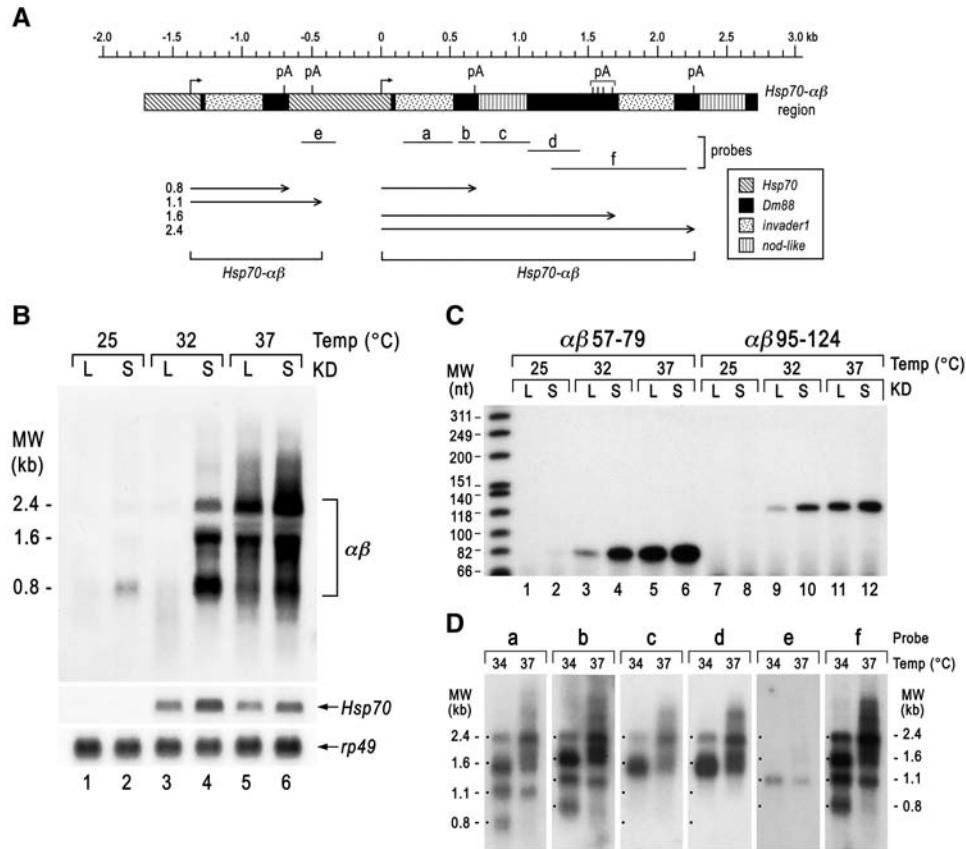 A
-2.0 -1.5 -1.0 -0.5 0 0.5 1.0 1.5 2.0 2.5 3.0 kb
pA pA pA pA pA
Hsp70-αβ
region
e a b c
d
f
probes
0.8
1.1
1.6
2.4
Hsp70
Dm88
invader1
nod-like
Hsp70-αβ Hsp70-αβ
B
25 32 37 Temp (°C)
L S L S L S KD
MW
(kb)
2.4 -
1.6 -
0.8 -
αβ
Hsp70
rp49
1 2 3 4 5 6
C
αβ 57-79 αβ 95-124
25 32 37 25 32 37 Temp (°C)
L S L S L S L S L S L S KD
MW
(nt)
311 -
249 -
200 -
151 -
140 -
118 -
100 -
82 -
66 -
1 2 3 4 5 6 7 8 9 10 11 12
D
a b c d e f Probe
34 37 34 37 34 37 34 37 34 37 34 37 Temp (°C)
MW
(kb)
2.4 -
1.6 -
1.1 -
0.8 -
MW
(kb)
- 2.4
- 1.6
- 1.1
- 0.8